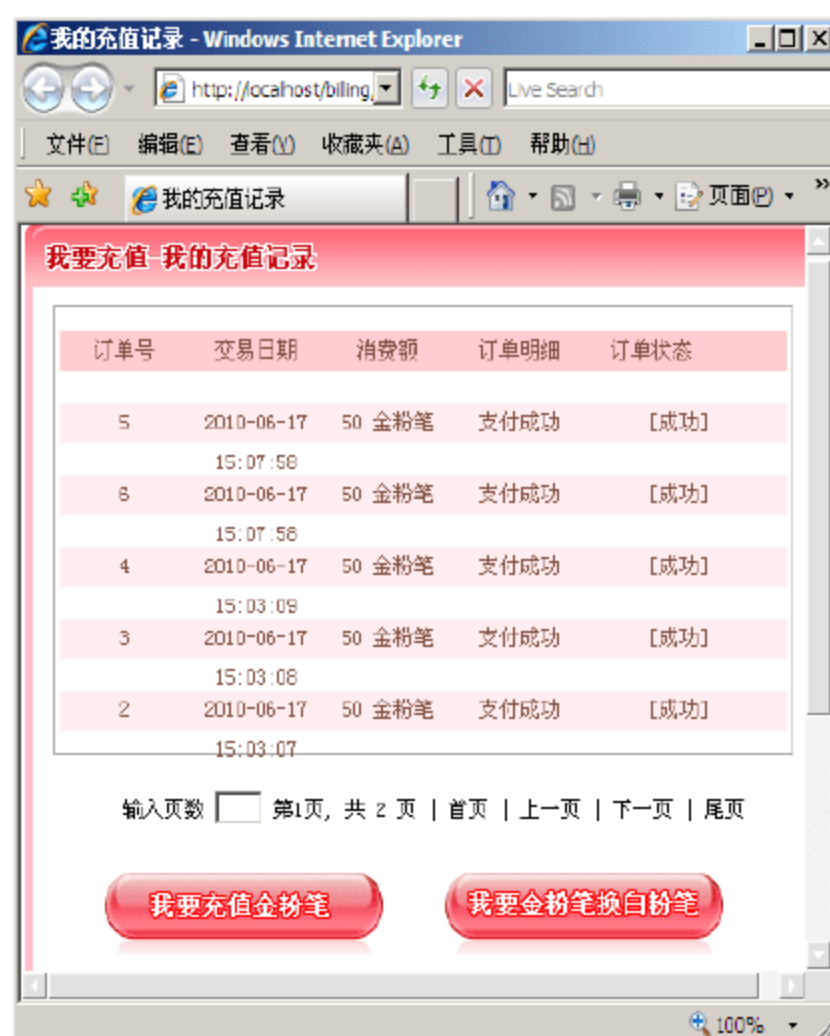 我的充值记录 - Windows Internet Explorer
http://localhost/biling, Live Search
文件(F) 编辑(E) 查看(V) 收藏夹(A) 工具(T) 帮助(H)
我的充值记录 页面(P) »
我要充值-我的充值记录
订单号 交易日期 消费额 订单明细 订单状态
5 2010-06-17 50 金粉笔 支付成功 [成功]
15:07:58
6 2010-06-17 50 金粉笔 支付成功 [成功]
15:07:58
4 2010-06-17 50 金粉笔 支付成功 [成功]
15:03:09
3 2010-06-17 50 金粉笔 支付成功 [成功]
15:03:08
2 2010-06-17 50 金粉笔 支付成功 [成功]
15:03:07
输入页数 第1页, 共 2 页 | 首页 | 上一页 | 下一页 | 尾页
我要充值金粉笔 我要金粉笔换白粉笔
100%